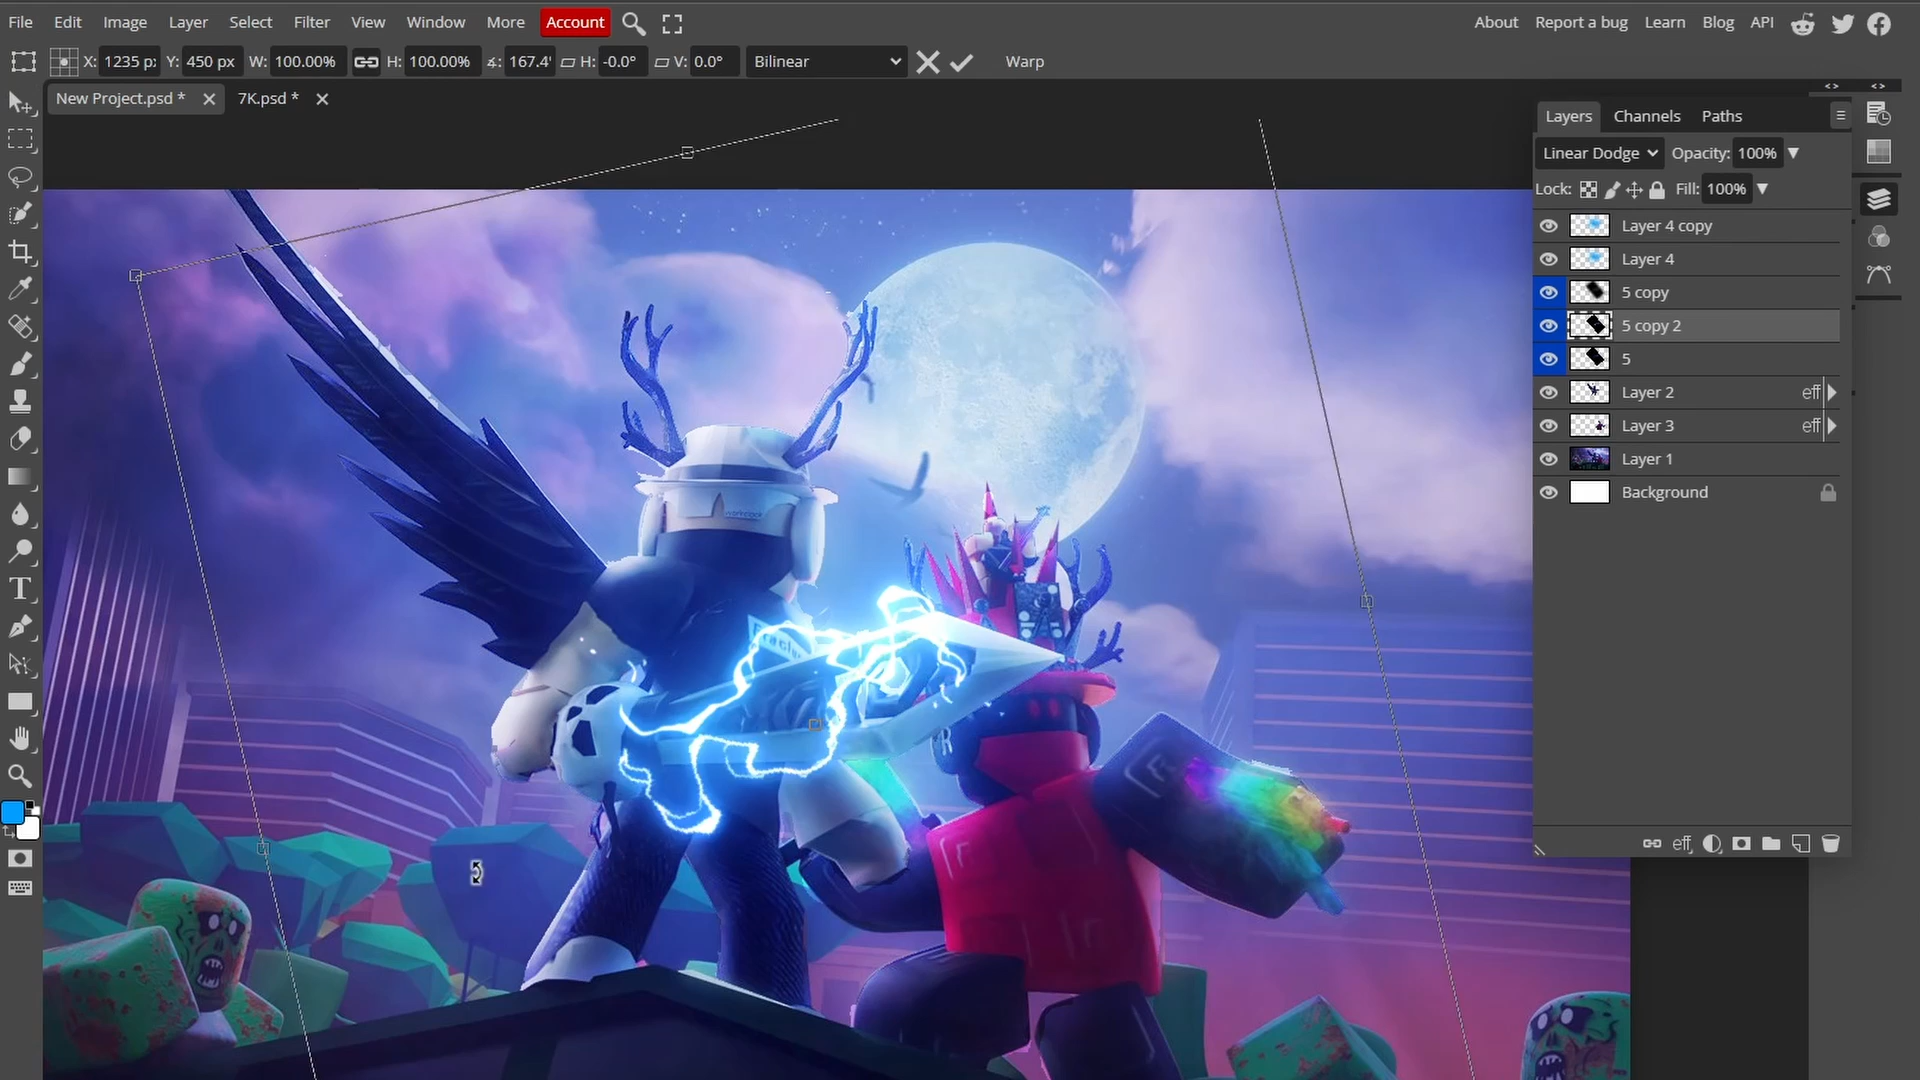 File Edit Image Layer Select Filter View Window More Account About Report a bug Learn Blog API
X: 1235 p Y: 450 px W: 100.00% H: 100.00% ∡: 167.4° H: -0.0° V: 0.0° Bilinear Warp
New Project.psd * 7K.psd *
Layers Channels Paths
Linear Dodge Opacity: 100%
Lock: Fill: 100%
Layer 4 copy
Layer 4
5 copy
5 copy 2
5
Layer 2 eff
Layer 3 eff
Layer 1
Background
eff